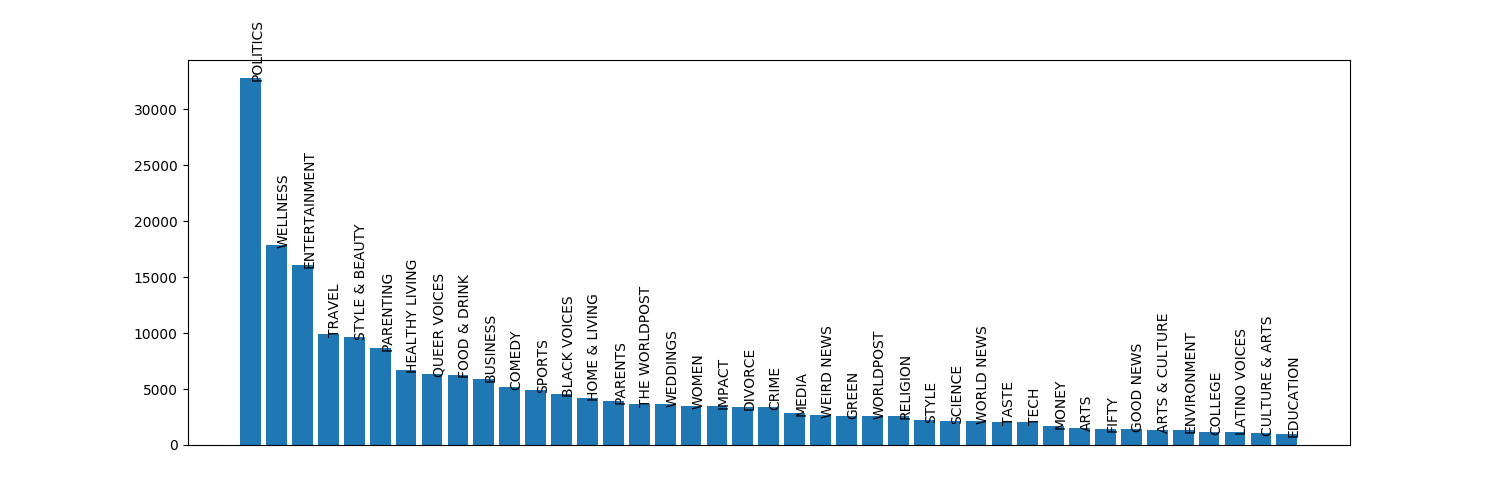 30000
25000
20000
15000
10000
5000
0
POLITICS
WELLNESS
ENTERTAINMENT
TRAVEL
STYLE & BEAUTY
PARENTING
HEALTHY LIVING
QUEER VOICES
FOOD & DRINK
BUSINESS
COMEDY
SPORTS
BLACK VOICES
HOME & LIVING
PARENTS
THE WORLDPOST
WEDDINGS
WOMEN
IMPACT
DIVORCE
CRIME
MEDIA
WEIRD NEWS
GREEN
WORLDPOST
RELIGION
STYLE
SCIENCE
WORLD NEWS
TASTE
TECH
MONEY
ARTS
FIFTY
GOOD NEWS
ARTS & CULTURE
ENVIRONMENT
COLLEGE
LATINO VOICES
CULTURE & ARTS
EDUCATION